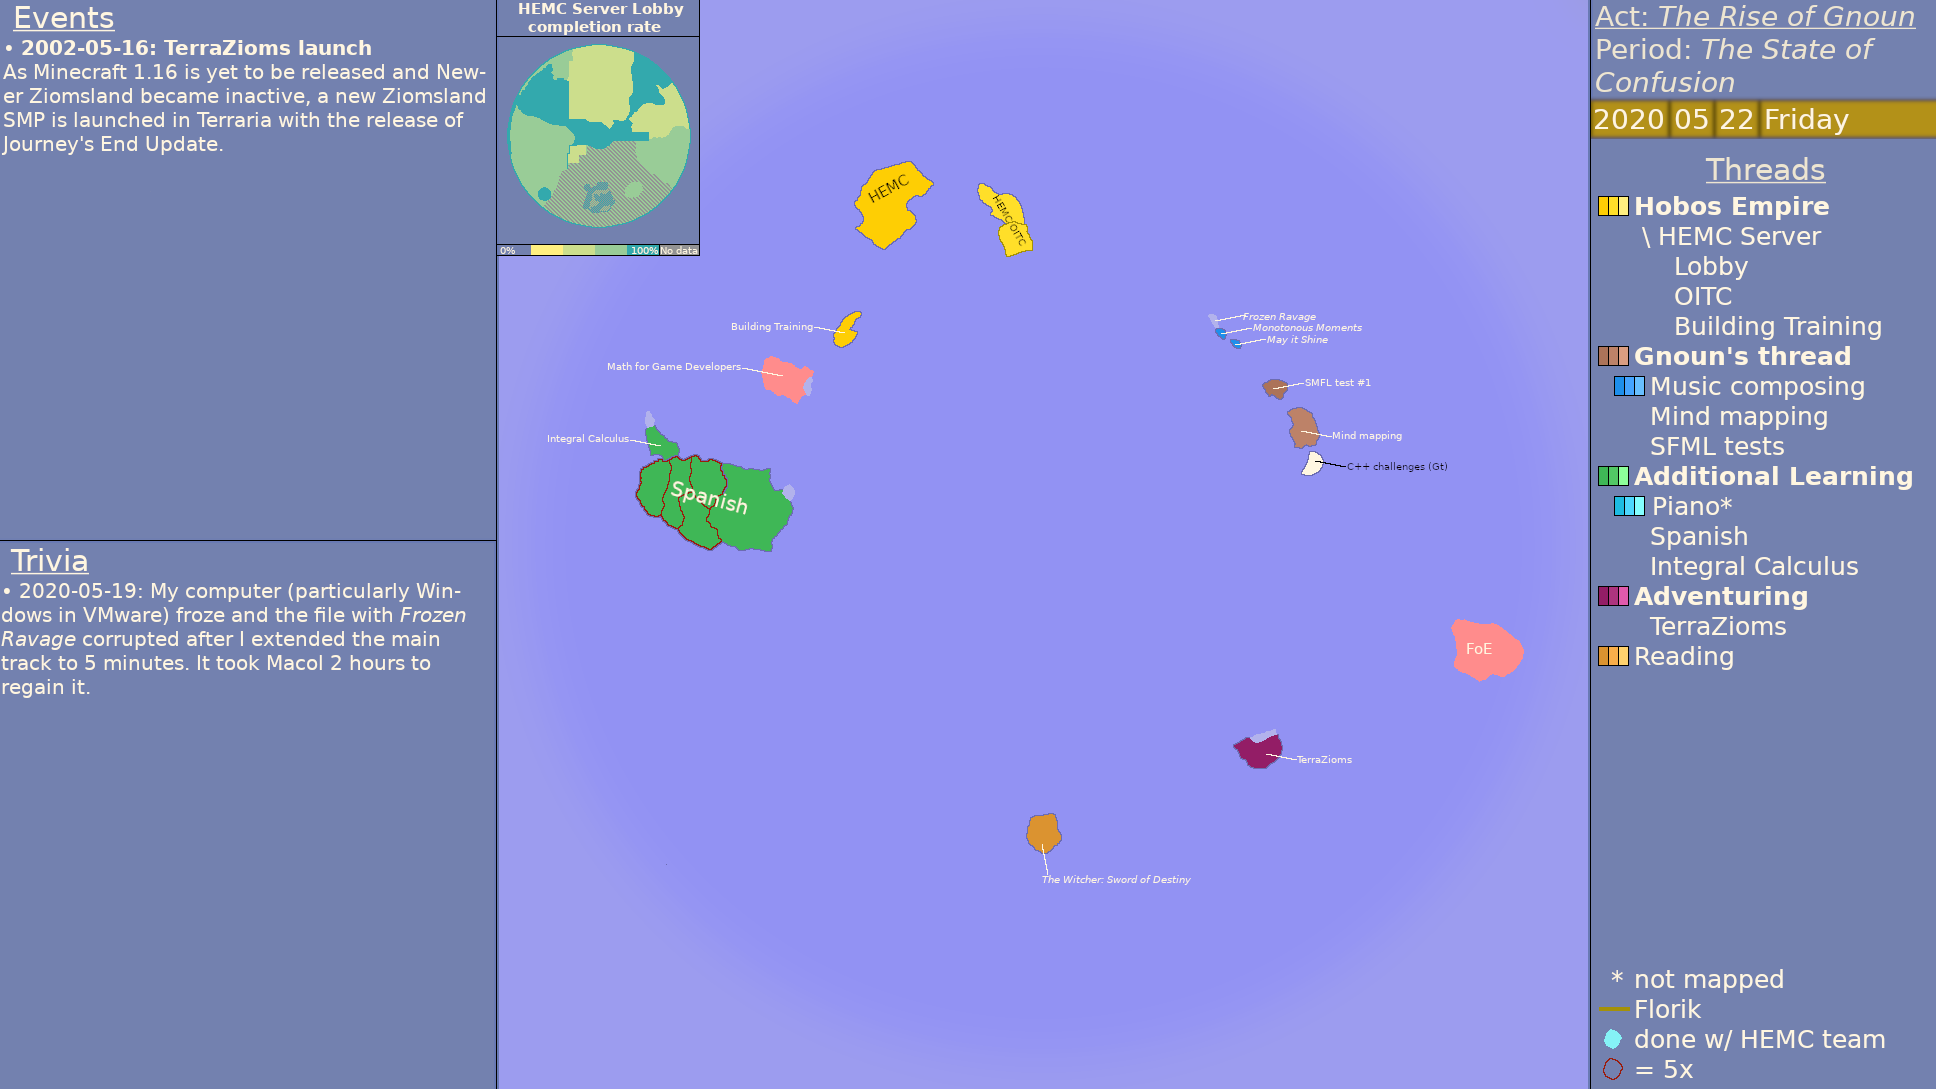 Events
• 2002-05-16: TerraZioms launch
As Minecraft 1.16 is yet to be released and New-
er Ziomsland became inactive, a new Ziomsland
SMP is launched in Terraria with the release of
Journey's End Update.
Trivia
• 2020-05-19: My computer (particularly Win-
dows in VMware) froze and the file with Frozen
Ravage corrupted after I extended the main
track to 5 minutes. It took Macol 2 hours to
regain it.
HEMC Server Lobby
completion rate
0% 100% No data
HEMC
HEMC
OITC
Building Training
Math for Game Developers
Integral Calculus
Spanish
Frozen Ravage
Monotonous Moments
May it Shine
SMFL test #1
Mind mapping
C++ challenges (Gt)
FoE
TerraZioms
The Witcher: Sword of Destiny
Act: The Rise of Gnoun
Period: The State of
Confusion
2020 05 22 Friday
Threads
Hobos Empire
\ HEMC Server
Lobby
OITC
Building Training
Gnoun's thread
Music composing
Mind mapping
SFML tests
Additional Learning
Piano*
Spanish
Integral Calculus
Adventuring
TerraZioms
Reading
* not mapped
Florik
done w/ HEMC team
= 5x